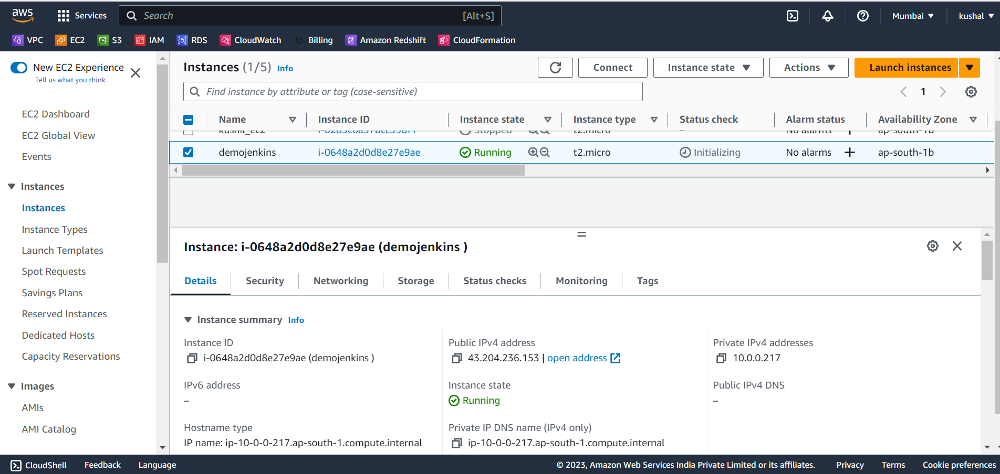 aws
Services
Search
[Alt+S]
Mumbai
kushal
VPC
EC2
S3
IAM
RDS
CloudWatch
Billing
Amazon Redshift
CloudFormation
New EC2 Experience
Tell us what you think
EC2 Dashboard
EC2 Global View
Events
Instances
Instances
Instance Types
Launch Templates
Spot Requests
Savings Plans
Reserved Instances
Dedicated Hosts
Capacity Reservations
Images
AMIs
AMI Catalog
Instances (1/5) Info
Connect
Instance state
Actions
Launch instances
Find instance by attribute or tag (case-sensitive)
1
Name Instance ID Instance state Instance type Status check Alarm status Availability Zone
Stopped t2.micro – No alarms + ap-south-1b
demojenkins i-0648a2d0d8e27e9ae Running t2.micro Initializing No alarms + ap-south-1b
Instance: i-0648a2d0d8e27e9ae (demojenkins )
Details Security Networking Storage Status checks Monitoring Tags
Instance summary Info
Instance ID
i-0648a2d0d8e27e9ae (demojenkins )
Public IPv4 address
43.204.236.153 | open address
Private IPv4 addresses
10.0.0.217
IPv6 address
–
Instance state
Running
Public IPv4 DNS
–
Hostname type
IP name: ip-10-0-0-217.ap-south-1.compute.internal
Private IP DNS name (IPv4 only)
ip-10-0-0-217.ap-south-1.compute.internal
CloudShell Feedback Language
© 2023, Amazon Web Services India Private Limited or its affiliates. Privacy Terms Cookie preferences